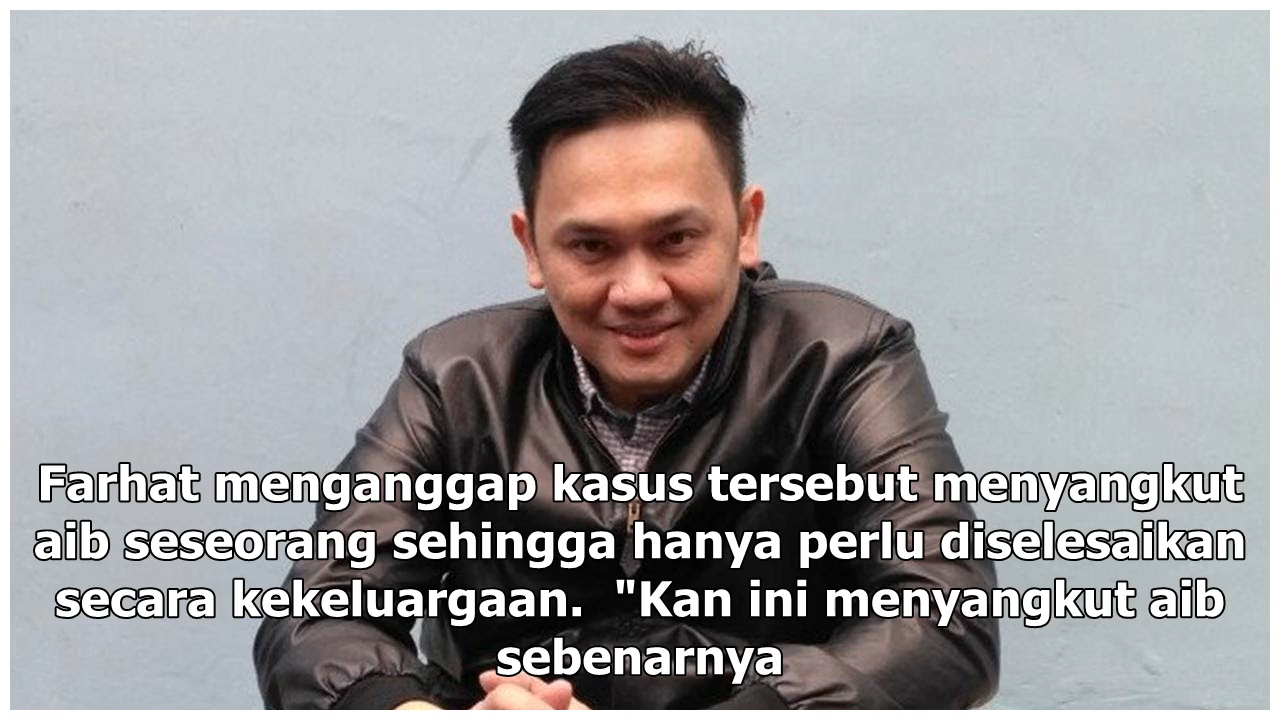 Farhat menganggap kasus tersebut menyangkut
aib seseorang sehingga hanya perlu diselesaikan
secara kekeluargaan.  "Kan ini menyangkut aib
sebenarnya